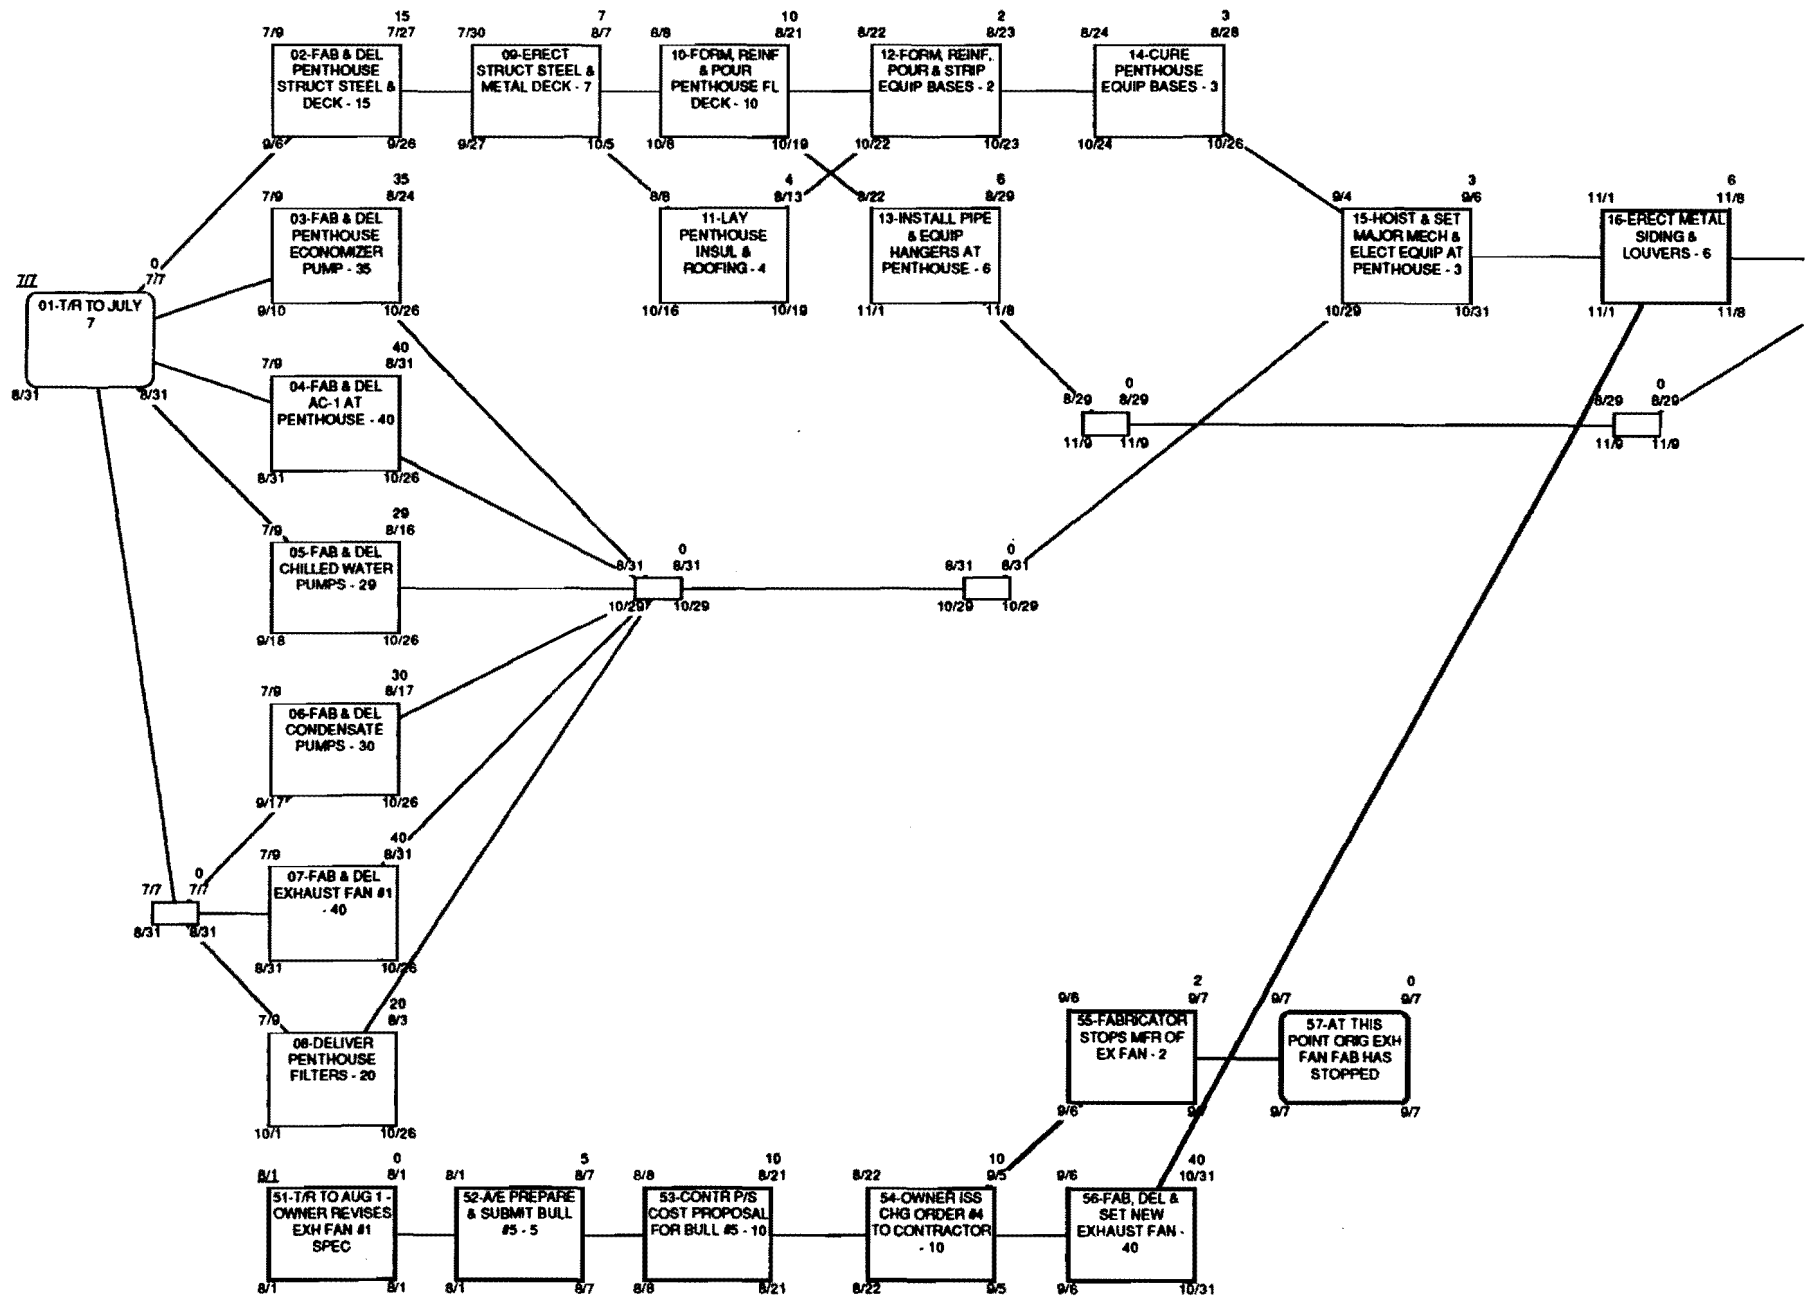 15
7/9 7/27
02-FAB & DEL
PENTHOUSE
STRUCT STEEL &
DECK - 15
9/6 9/26
7
7/30 8/7
09-ERECT
STRUCT STEEL &
METAL DECK - 7
9/27 10/5
10
8/8 8/21
10-FORM, REINF
& POUR
PENTHOUSE FL
DECK - 10
10/8 10/19
2
8/22 8/23
12-FORM, REINF,
POUR & STRIP
EQUIP BASES - 2
10/22 10/23
3
8/24 8/28
14-CURE
PENTHOUSE
EQUIP BASES - 3
10/24 10/26
35
7/9 8/24
03-FAB & DEL
PENTHOUSE
ECONOMIZER
PUMP - 35
9/10 10/26
4
8/8 8/13
11-LAY
PENTHOUSE
INSUL &
ROOFING - 4
10/16 10/19
6
8/22 8/29
13-INSTALL PIPE
& EQUIP
HANGERS AT
PENTHOUSE - 6
11/1 11/8
3
9/4 9/6
15-HOIST & SET
MAJOR MECH &
ELECT EQUIP AT
PENTHOUSE - 3
10/29 10/31
6
11/1 11/8
16-ERECT METAL
SIDING &
LOUVERS - 6
11/1 11/8
0
7/7 7/7
01-T/R TO JULY
7
8/31 8/31
40
7/9 8/31
04-FAB & DEL
AC-1 AT
PENTHOUSE - 40
8/31 10/26
0
8/29 8/29
11/9 11/9
0
8/29 8/29
11/9 11/9
29
7/9 8/16
05-FAB & DEL
CHILLED WATER
PUMPS - 29
9/18 10/26
0
8/31 8/31
10/29 10/29
0
8/31 8/31
10/29 10/29
30
7/9 8/17
06-FAB & DEL
CONDENSATE
PUMPS - 30
9/17 10/26
40
7/9 8/31
07-FAB & DEL
EXHAUST FAN #1
- 40
8/31 10/26
0
7/7 7/7
8/31 8/31
20
7/9 8/3
08-DELIVER
PENTHOUSE
FILTERS - 20
10/1 10/26
2
9/6 9/7
55-FABRICATOR
STOPS MFR OF
EX FAN - 2
9/6 9/7
0
9/7 9/7
57-AT THIS
POINT ORIG EXH
FAN FAB HAS
STOPPED
9/7 9/7
0
8/1 8/1
51-T/R TO AUG 1 -
OWNER REVISES
EXH FAN #1
SPEC
8/1 8/1
5
8/1 8/7
52-A/E PREPARE
& SUBMIT BULL
#5 - 5
8/1 8/7
10
8/8 8/21
53-CONTR P/S
COST PROPOSAL
FOR BULL #5 - 10
8/8 8/21
10
8/22 9/5
54-OWNER ISS
CHG ORDER #4
TO CONTRACTOR
- 10
8/22 9/5
40
9/6 10/31
56-FAB, DEL &
SET NEW
EXHAUST FAN -
40
9/6 10/31